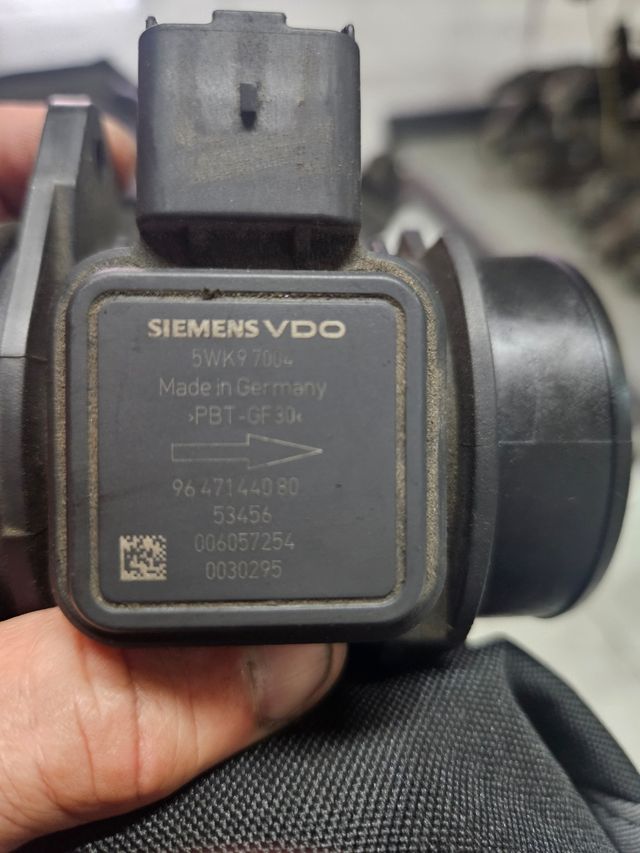 SIEMENS VDO
5WK9 7004
Made in Germany
›PBT-GF30‹
96 471 440 80
53456
006057254
0030295